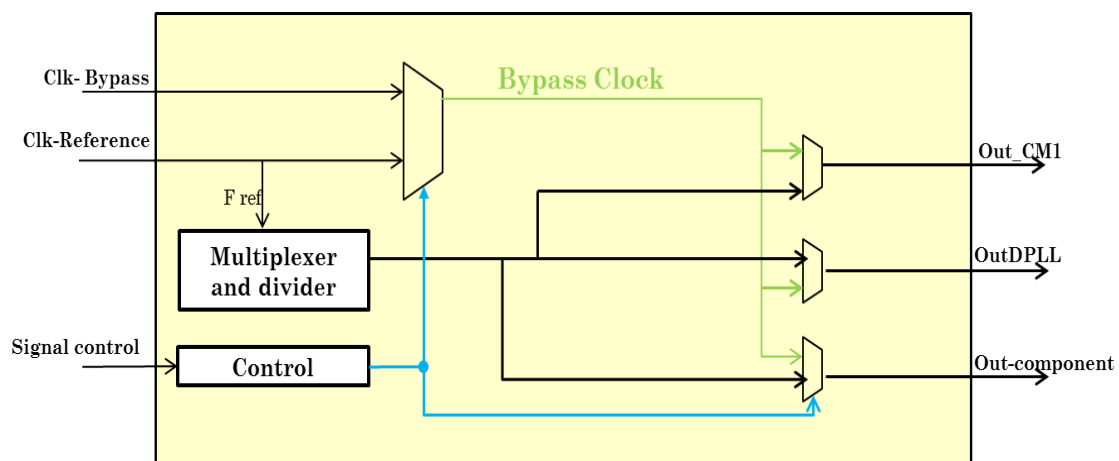 Clk- Bypass
Bypass Clock
Clk-Reference
Out_CM1
F ref
Multiplexer
and divider
OutDPLL
Signal control
Control
Out-component